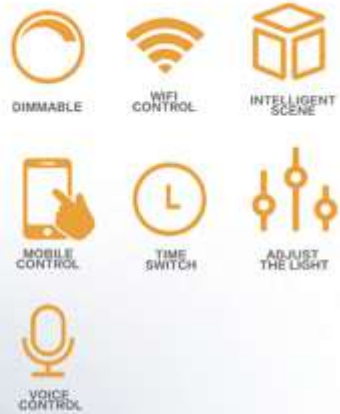 DIMMABLE
WIFI
CONTROL
INTELLIGENT
SCENE
MOBILE
CONTROL
TIME
SWITCH
ADJUST
THE LIGHT
VOICE
CONTROL